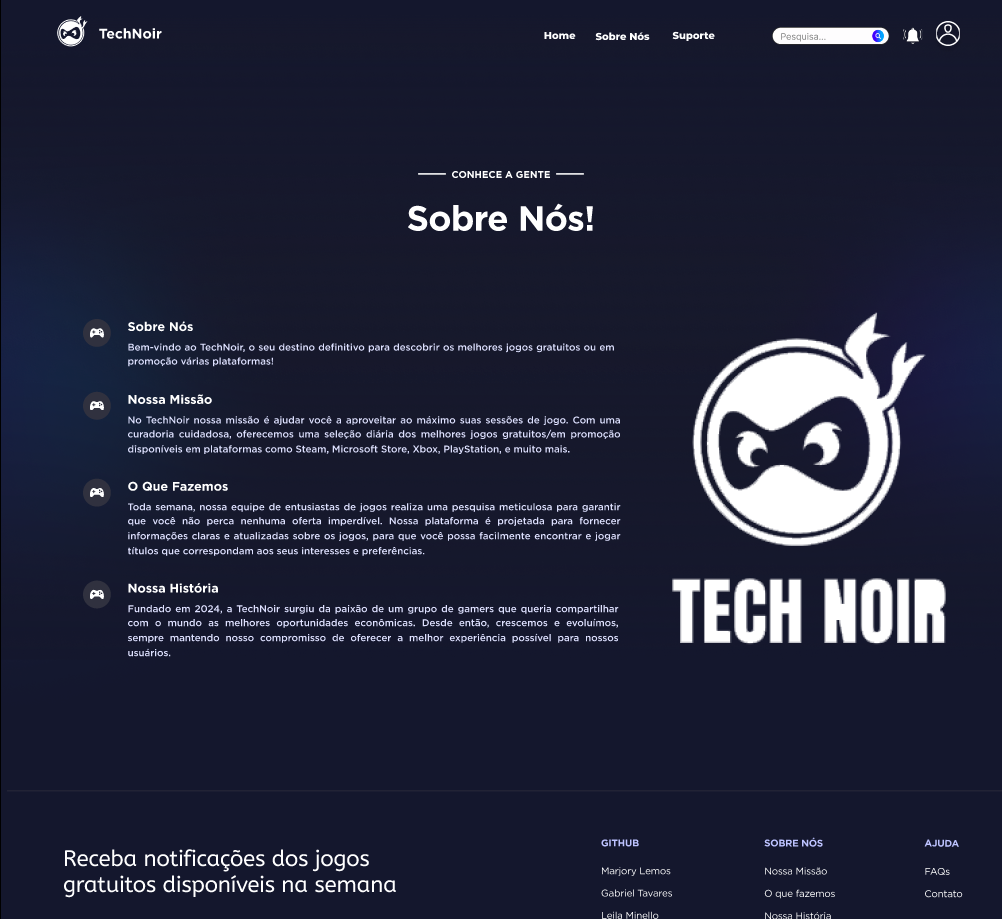 TechNoir
Home
Sobre Nós
Suporte
Pesquisa...
CONHECE A GENTE
Sobre Nós!
Sobre Nós
Bem-vindo ao TechNoir, o seu destino definitivo para descobrir os melhores jogos gratuitos ou em
promoção várias plataformas!
Nossa Missão
No TechNoir nossa missão é ajudar você a aproveitar ao máximo suas sessões de jogo. Com uma
curadoria cuidadosa, oferecemos uma seleção diária dos melhores jogos gratuitos/em promoção
disponíveis em plataformas como Steam, Microsoft Store, Xbox, PlayStation, e muito mais.
O Que Fazemos
Toda semana, nossa equipe de entusiastas de jogos realiza uma pesquisa meticulosa para garantir
que você não perca nenhuma oferta imperdível. Nossa plataforma é projetada para fornecer
informações claras e atualizadas sobre os jogos, para que você possa facilmente encontrar e jogar
títulos que correspondam aos seus interesses e preferências.
Nossa História
Fundado em 2024, a TechNoir surgiu da paixão de um grupo de gamers que queria compartilhar
com o mundo as melhores oportunidades econômicas. Desde então, crescemos e evoluímos,
sempre mantendo nosso compromisso de oferecer a melhor experiência possível para nossos
usuários.
TECH NOIR
Receba notificações dos jogos
gratuitos disponíveis na semana
GITHUB
Marjory Lemos
Gabriel Tavares
Leila Minello
SOBRE NÓS
Nossa Missão
O que fazemos
Nossa História
AJUDA
FAQs
Contato